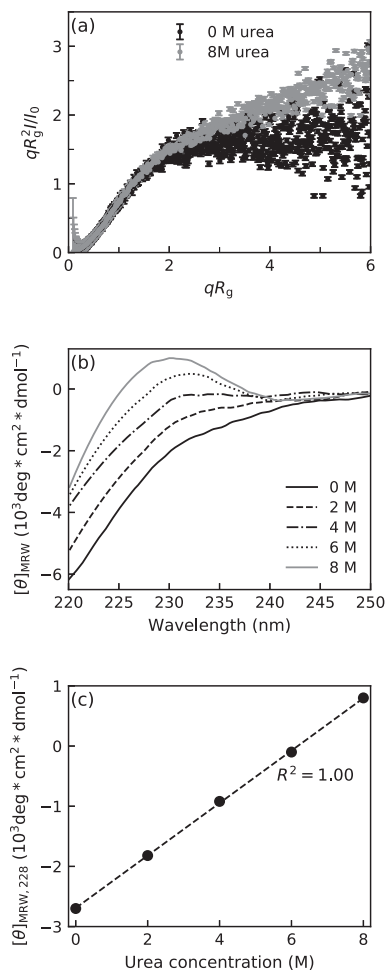 (a)
0 M urea
8M urea
3
2
1
0
qR_g^2I/I_0
0 2 4 6
qR_g
(b)
0
−2
−4
−6
[θ]_MRW (10^3deg∗cm^2∗dmol^−1)
0 M
2 M
4 M
6 M
8 M
220 225 230 235 240 245 250
Wavelength (nm)
(c)
1
0
−1
−2
−3
[θ]_MRW, 228 (10^3deg∗cm^2∗dmol^−1)
R^2 = 1.00
0 2 4 6 8
Urea concentration (M)